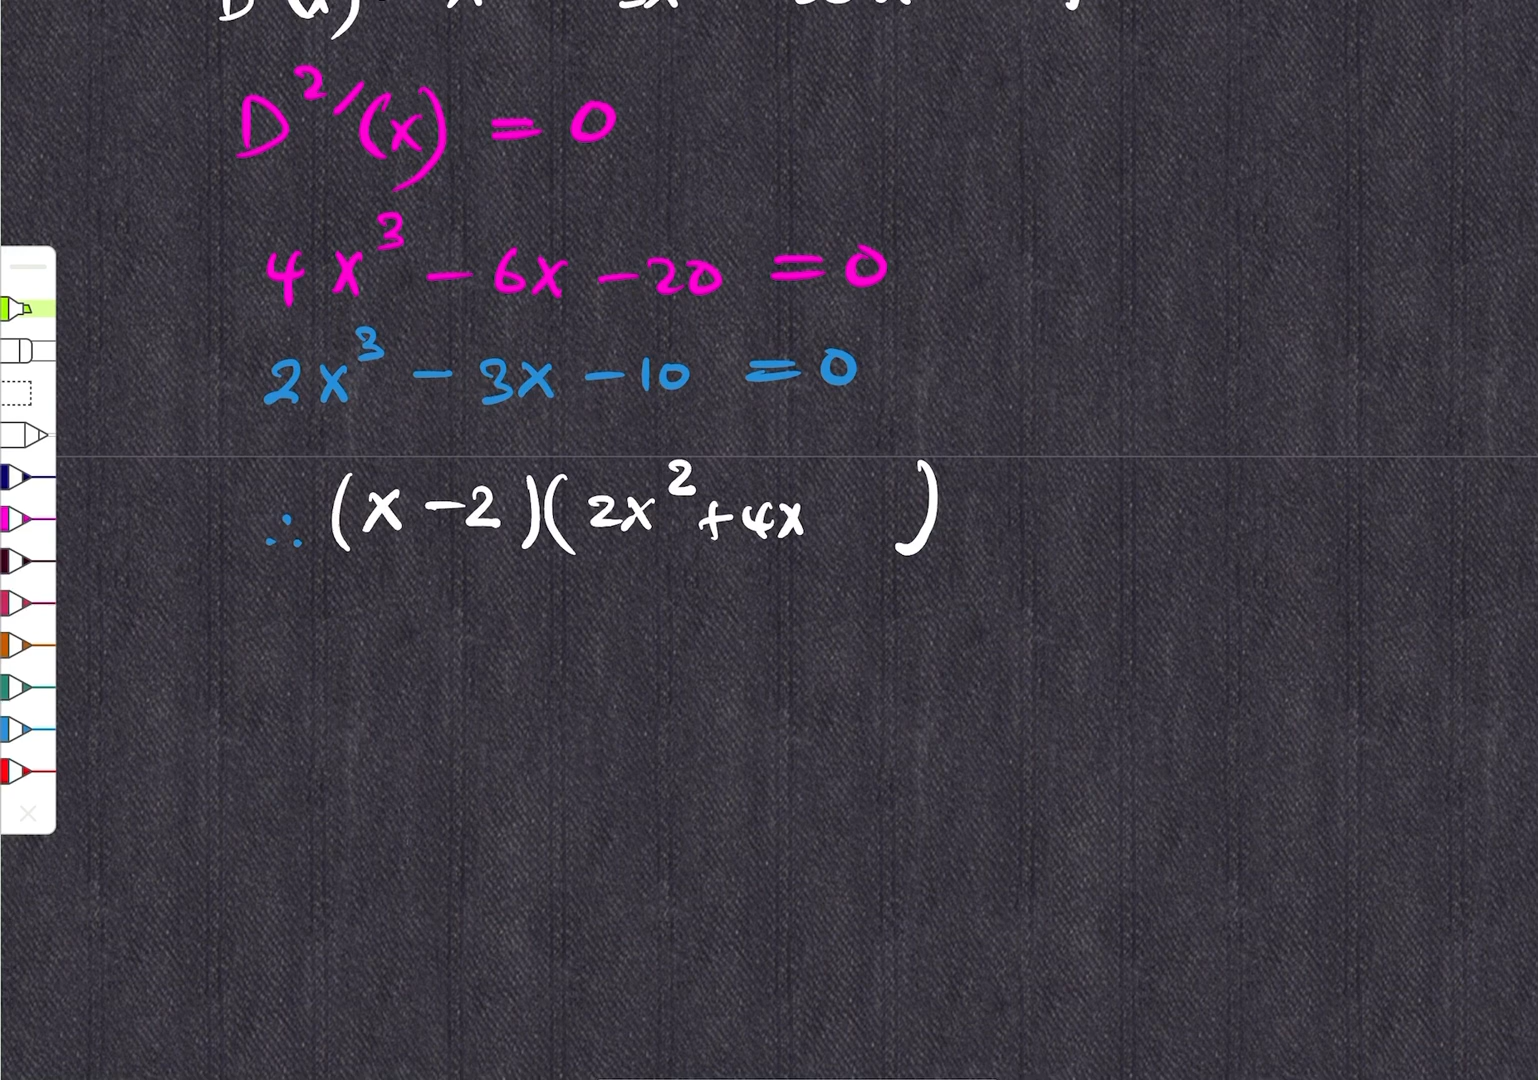 D²'(x) = 0
4x³ - 6x - 20 = 0
2x³ - 3x - 10 = 0
∴ (x - 2)(2x² + 4x )